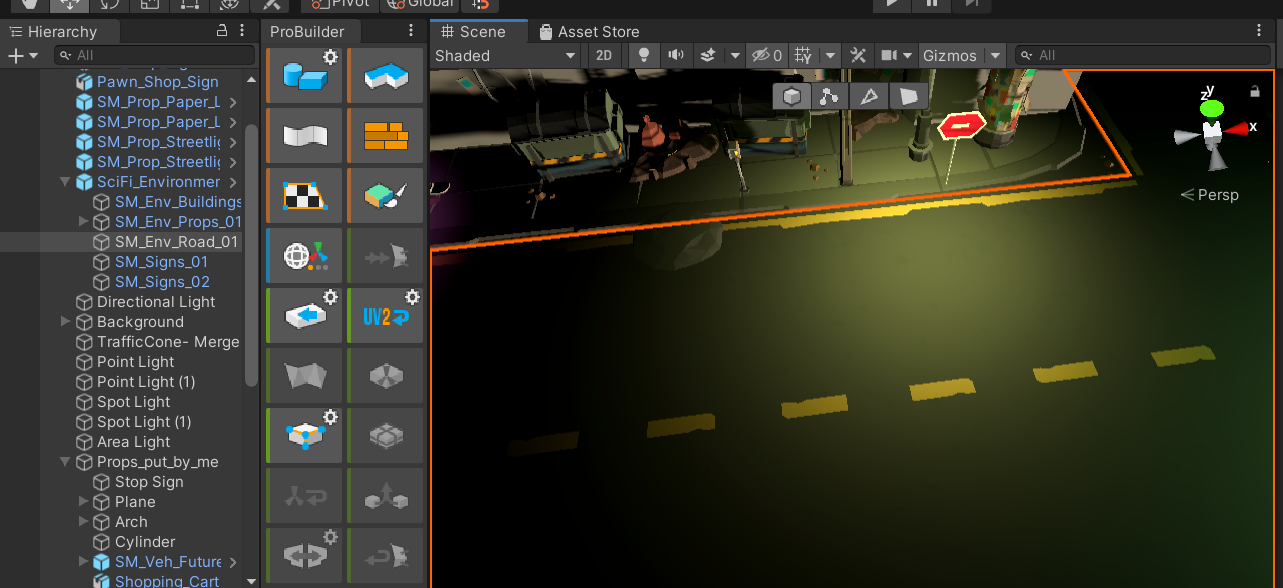 Pivot
Global
Hierarchy
ProBuilder
Scene
Asset Store
All
Shaded
2D
0
Gizmos
All
Pawn_Shop_Sign
SM_Prop_Paper_L
SM_Prop_Paper_L
SM_Prop_Streetlig
SM_Prop_Streetlig
SciFi_Environmer
SM_Env_Buildings
SM_Env_Props_01
SM_Env_Road_01
SM_Signs_01
SM_Signs_02
Directional Light
Background
TrafficCone- Merge
Point Light
Point Light (1)
Spot Light
Spot Light (1)
Area Light
Props_put_by_me
Stop Sign
Plane
Arch
Cylinder
SM_Veh_Future
Shopping_Cart
UV2
y
z
x
Persp